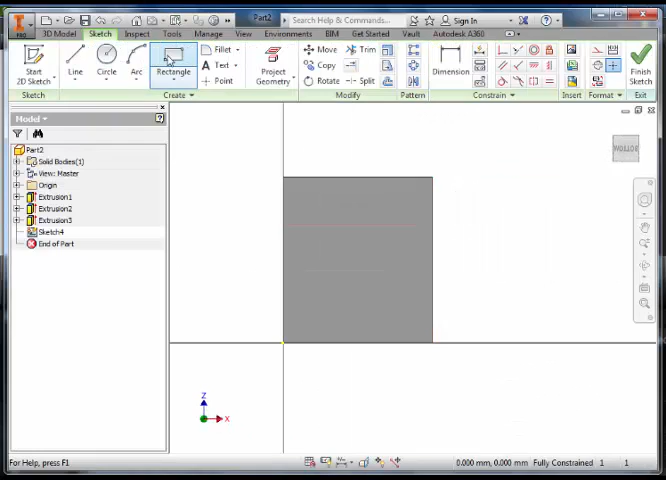 PRO
Part2
Search Help & Commands...
Sign In
3D Model Sketch Inspect Tools Manage View Environments BIM Get Started Vault Autodesk A360
Start
2D Sketch
Line
Circle
Arc
Rectangle
Fillet
Text
Point
Project
Geometry
Move
Copy
Rotate
Trim
Split
Dimension
Finish
Sketch
Sketch Create Modify Pattern Constrain Insert Format Exit
Model
Part2
Solid Bodies(1)
View: Master
Origin
Extrusion1
Extrusion2
Extrusion3
Sketch4
End of Part
BOTTOM
Z
X
For Help, press F1
0.000 mm, 0.000 mm Fully Constrained 1 1